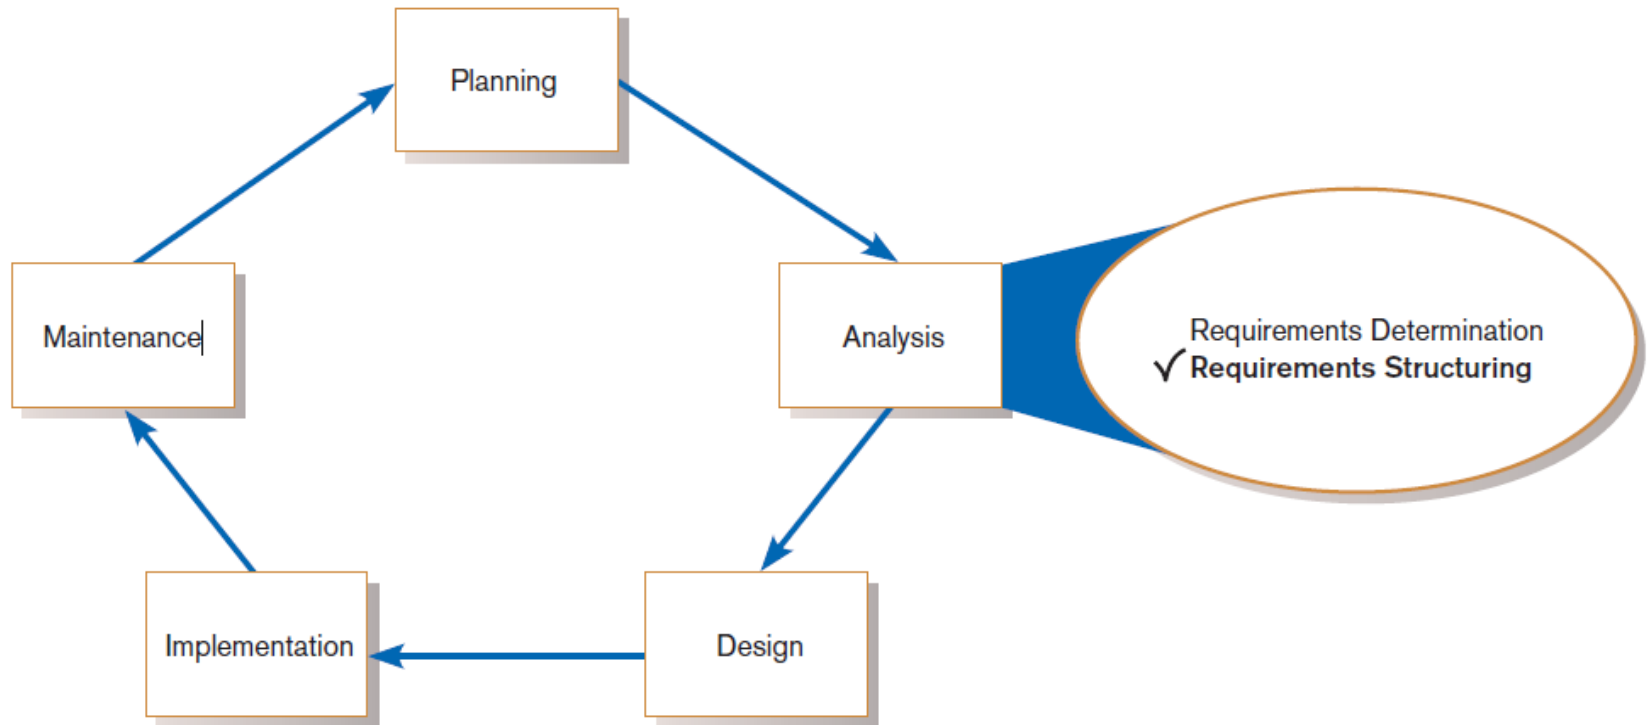 Planning
Maintenance
Analysis
Requirements Determination
✓Requirements Structuring
Implementation
Design